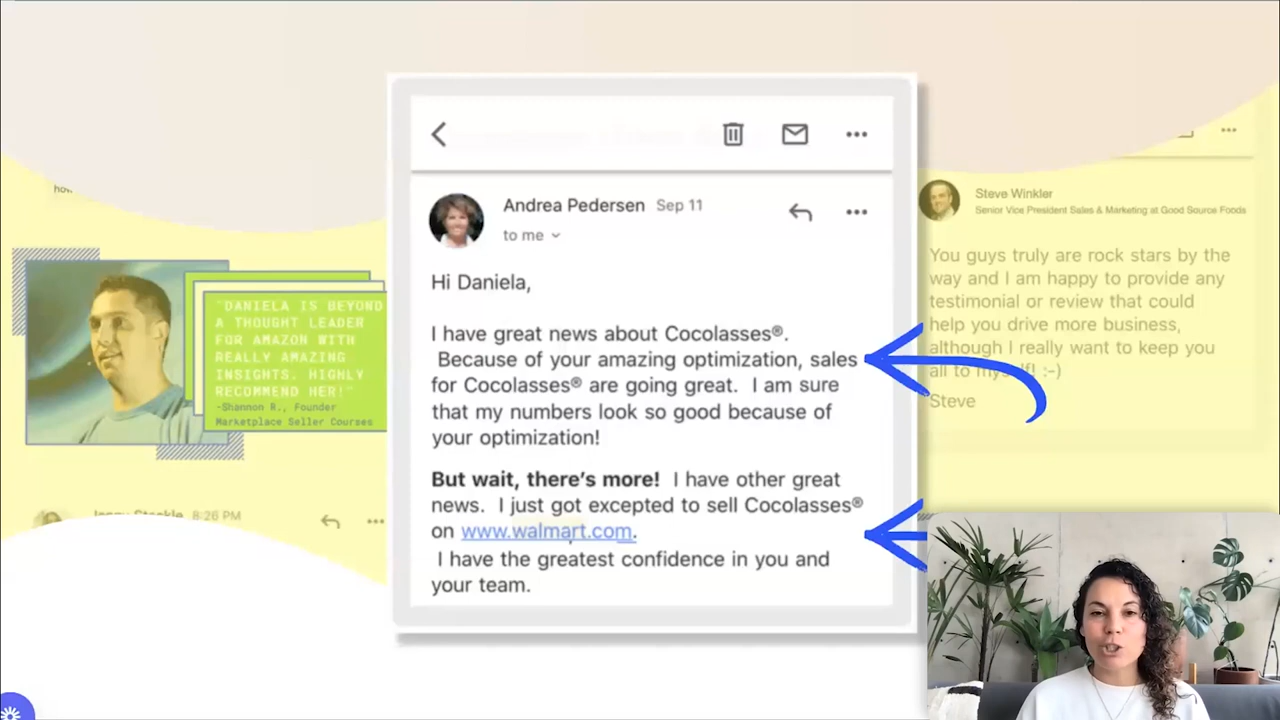 how
"DANIELA IS BEYOND
A THOUGHT LEADER
FOR AMAZON WITH
REALLY AMAZING
INSIGHTS. HIGHLY
RECOMMEND HER!"
-Shannon R., Founder
Marketplace Seller Courses
8:26 PM
Andrea Pedersen Sep 11
to me
Hi Daniela,
I have great news about Cocolasses®.
Because of your amazing optimization, sales
for Cocolasses® are going great. I am sure
that my numbers look so good because of
your optimization!
But wait, there's more! I have other great
news. I just got excepted to sell Cocolasses®
on www.walmart.com.
I have the greatest confidence in you and
your team.
Steve Winkler
Senior Vice President Sales & Marketing at Good Source Foods
You guys truly are rock stars by the
way and I am happy to provide any
testimonial or review that could
help you drive more business,
although I really want to keep you
all to myself! :-)
Steve